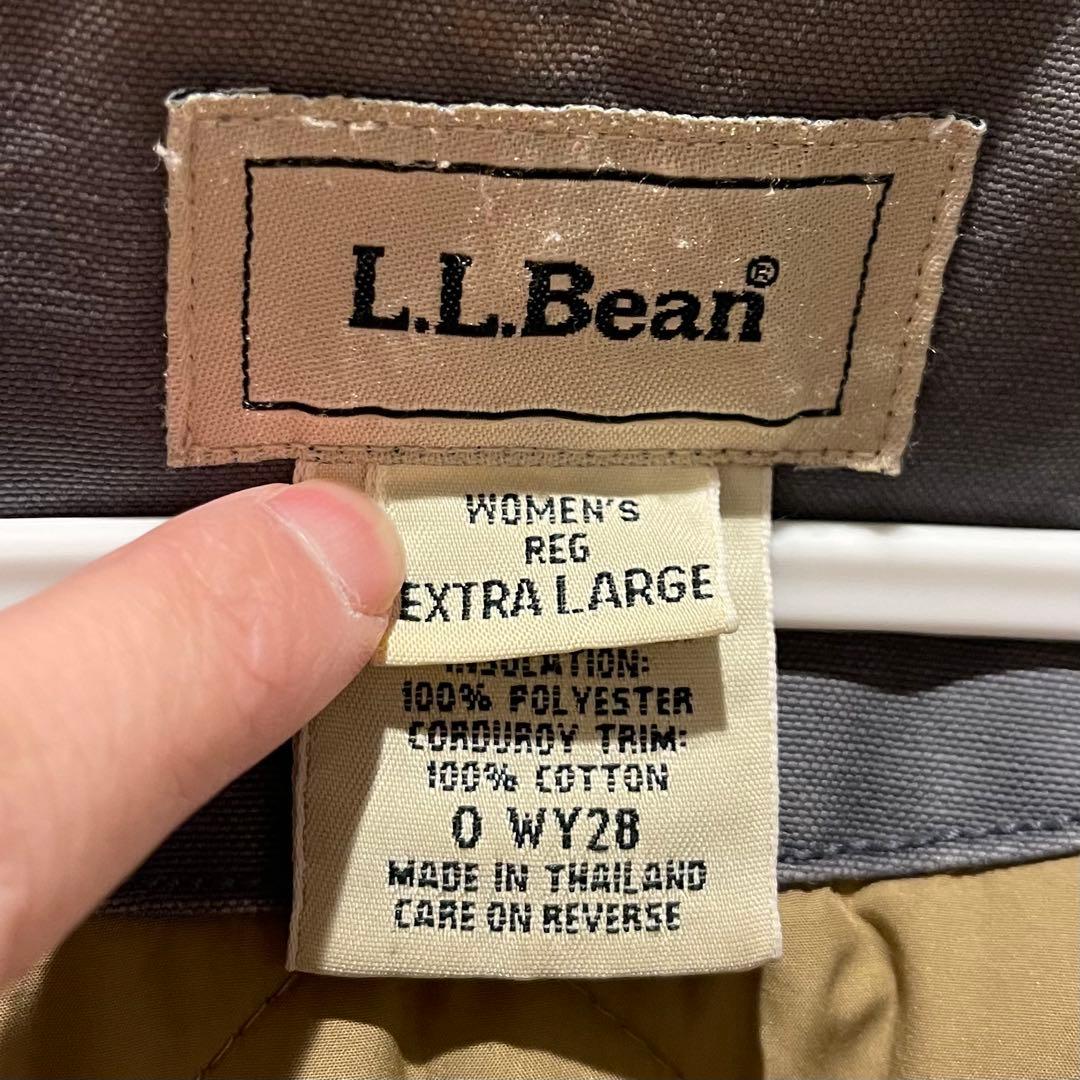 L.L.Bean®
WOMEN'S
REG
EXTRA LARGE
INSULATION:
100% POLYESTER
CORDUROY TRIM:
100% COTTON
0 WY28
MADE IN THAILAND
CARE ON REVERSE